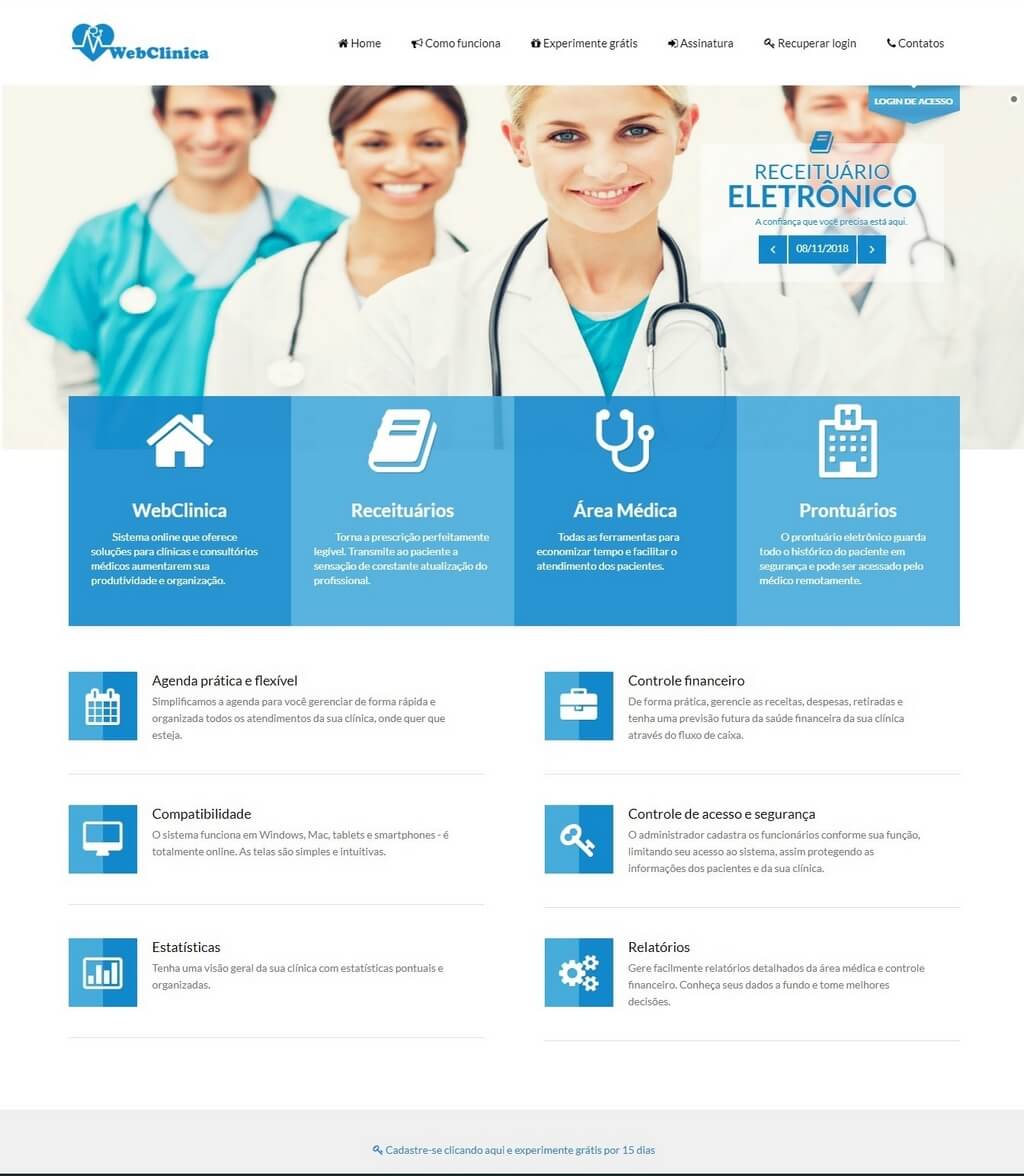 WebClinica
Home
Como funciona
Experimente grátis
Assinatura
Recuperar login
Contatos
LOGIN DE ACESSO
RECEITUÁRIO
ELETRÔNICO
A confiança que você precisa está aqui.
08/11/2018
WebClinica
Sistema online que oferece
soluções para clínicas e consultórios
médicos aumentarem sua
produtividade e organização.
Receituários
Torna a prescrição perfeitamente
legível. Transmite ao paciente a
sensação de constante atualização do
profissional.
Área Médica
Todas as ferramentas para
economizar tempo e facilitar o
atendimento dos pacientes.
H
Prontuários
O prontuário eletrônico guarda
todo o histórico do paciente em
segurança e pode ser acessado pelo
médico remotamente.
Agenda prática e flexível
Simplificamos a agenda para você gerenciar de forma rápida e
organizada todos os atendimentos da sua clínica, onde quer que
esteja.
Controle financeiro
De forma prática, gerencie as receitas, despesas, retiradas e
tenha uma previsão futura da saúde financeira da sua clínica
através do fluxo de caixa.
Compatibilidade
O sistema funciona em Windows, Mac, tablets e smartphones - é
totalmente online. As telas são simples e intuitivas.
Controle de acesso e segurança
O administrador cadastra os funcionários conforme sua função,
limitando seu acesso ao sistema, assim protegendo as
informações dos pacientes e da sua clínica.
Estatísticas
Tenha uma visão geral da sua clínica com estatísticas pontuais e
organizadas.
Relatórios
Gere facilmente relatórios detalhados da área médica e controle
financeiro. Conheça seus dados a fundo e tome melhores
decisões.
Cadastre-se clicando aqui e experimente grátis por 15 dias